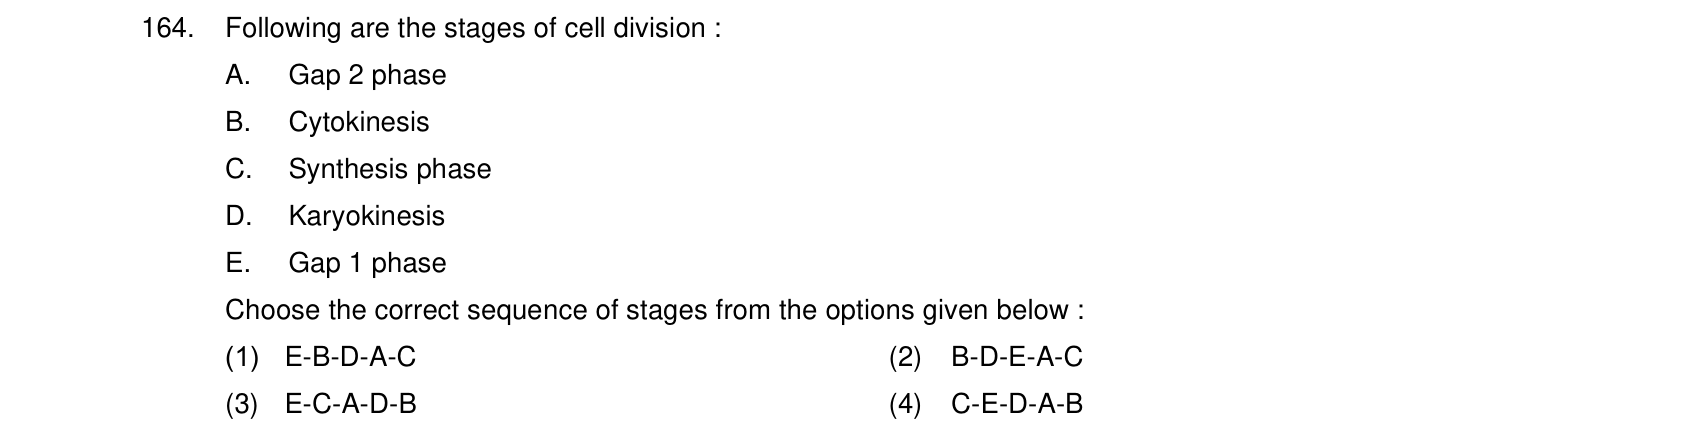 164. Following are the stages of cell division :
A. Gap 2 phase
B. Cytokinesis
C. Synthesis phase
D. Karyokinesis
E. Gap 1 phase
Choose the correct sequence of stages from the options given below :
(1) E-B-D-A-C (2) B-D-E-A-C
(3) E-C-A-D-B (4) C-E-D-A-B